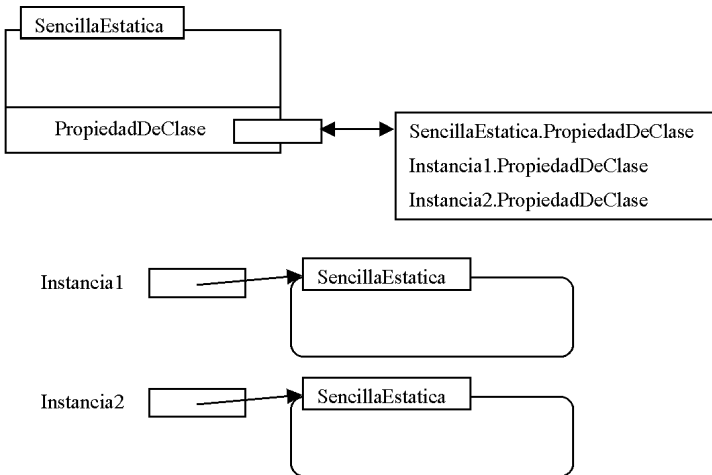 SencillaEstatica
PropiedadDeClase
SencillaEstatica.PropiedadDeClase
Instancia1.PropiedadDeClase
Instancia2.PropiedadDeClase
Instancia1
SencillaEstatica
Instancia2
SencillaEstatica